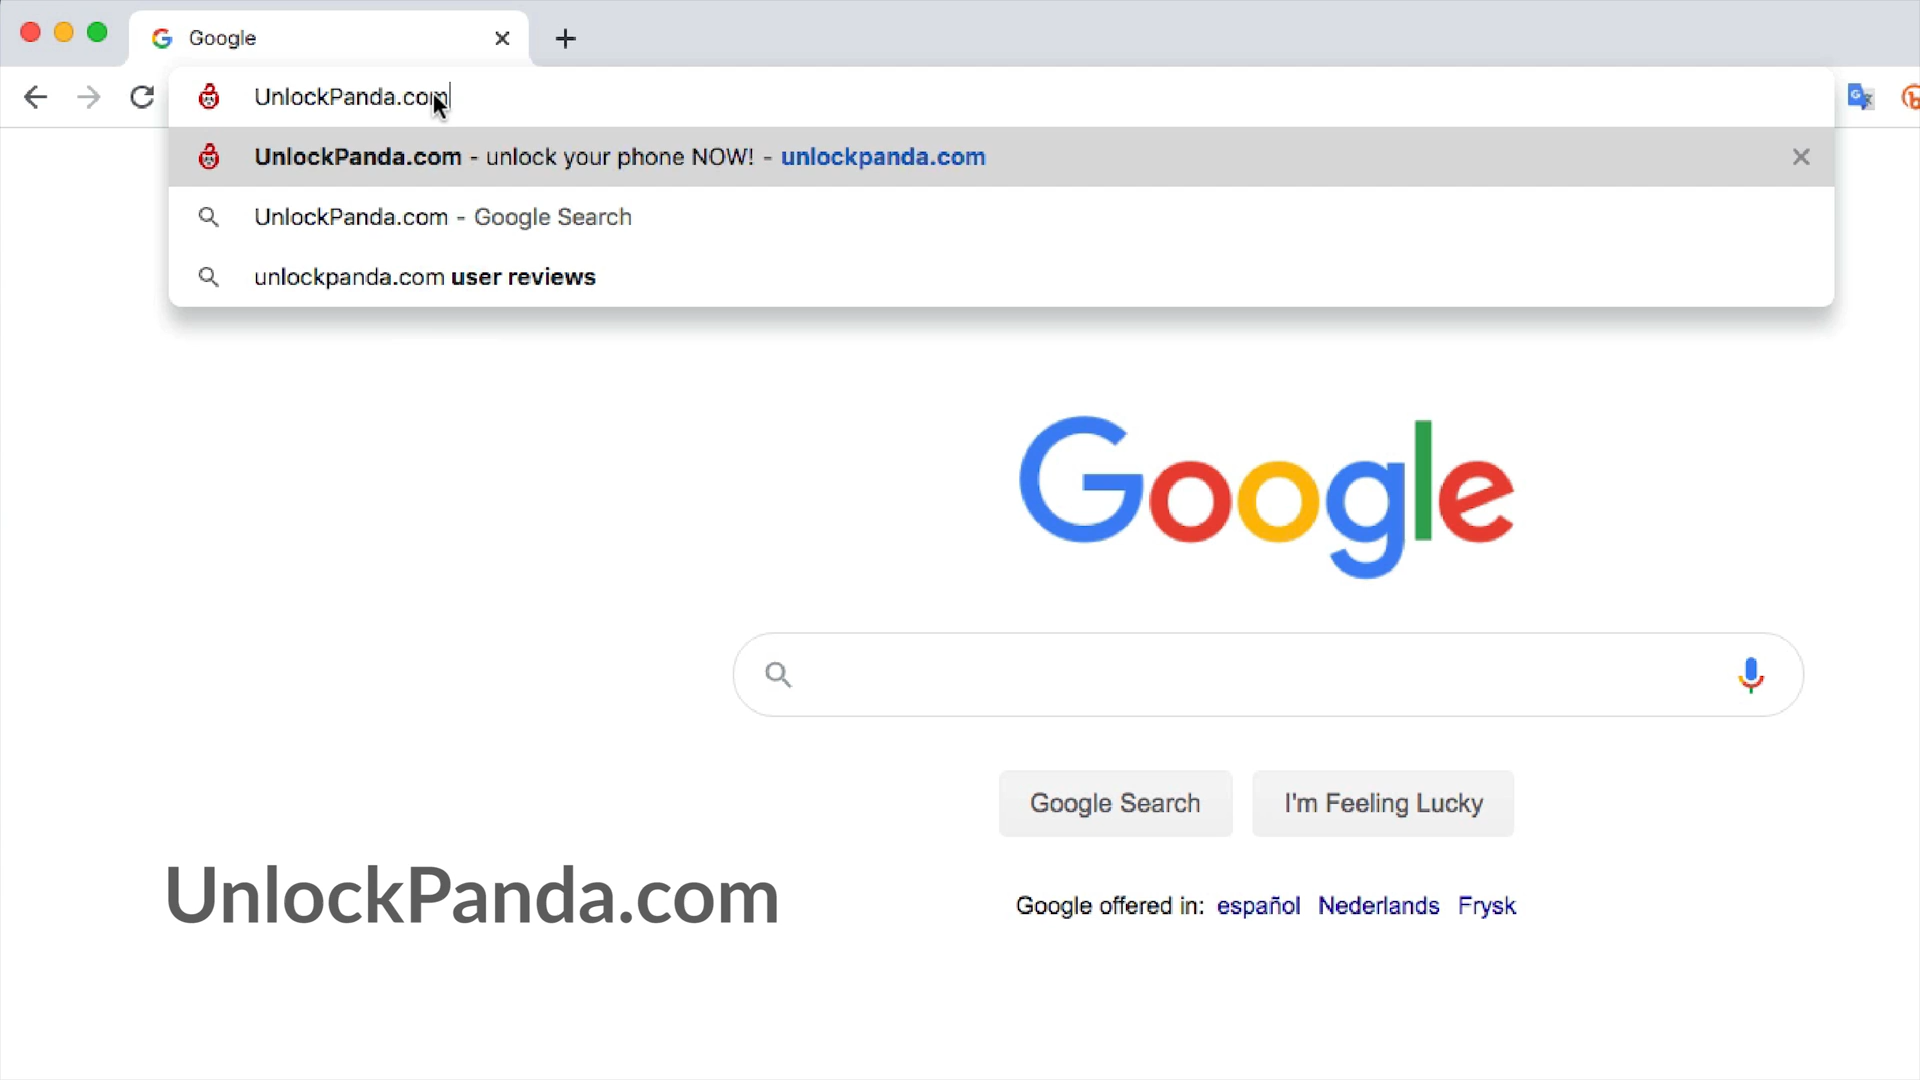 Google
UnlockPanda.com
UnlockPanda.com - unlock your phone NOW! - unlockpanda.com
UnlockPanda.com - Google Search
unlockpanda.com user reviews
Google
Google Search I'm Feeling Lucky
UnlockPanda.com
Google offered in: español Nederlands Frysk